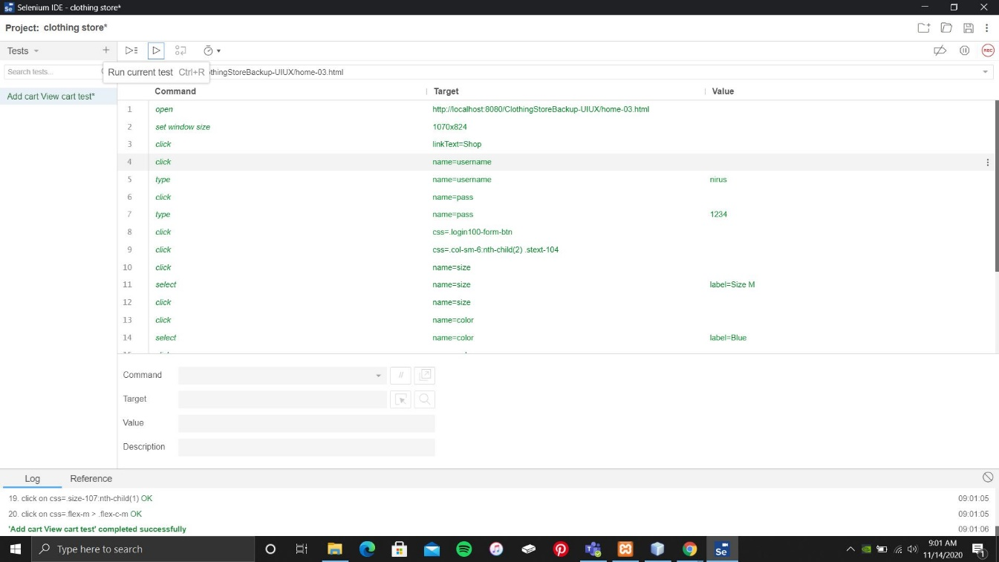 Se Selenium IDE - clothing store*
Project: clothing store*
Tests
REC
Search tests...
Run current test Ctrl+R
thingStoreBackup-UIUX/home-03.html
Add cart View cart test*
Command Target Value
1 open http://localhost:8080/ClothingStoreBackup-UIUX/home-03.html
2 set window size 1070x824
3 click linkText=Shop
4 click name=username
5 type name=username nirus
6 click name=pass
7 type name=pass 1234
8 click css=.login100-form-btn
9 click css=.col-sm-6:nth-child(2) .stext-104
10 click name=size
11 select name=size label=Size M
12 click name=size
13 click name=color
14 select name=color label=Blue
Command //
Target
Value
Description
Log Reference
19. click on css=.size-107:nth-child(1) OK 09:01:05
20. click on css=.flex-m > .flex-c-m OK 09:01:05
'Add cart View cart test' completed successfully 09:01:06
Type here to search
Se
9:01 AM
11/14/2020
1